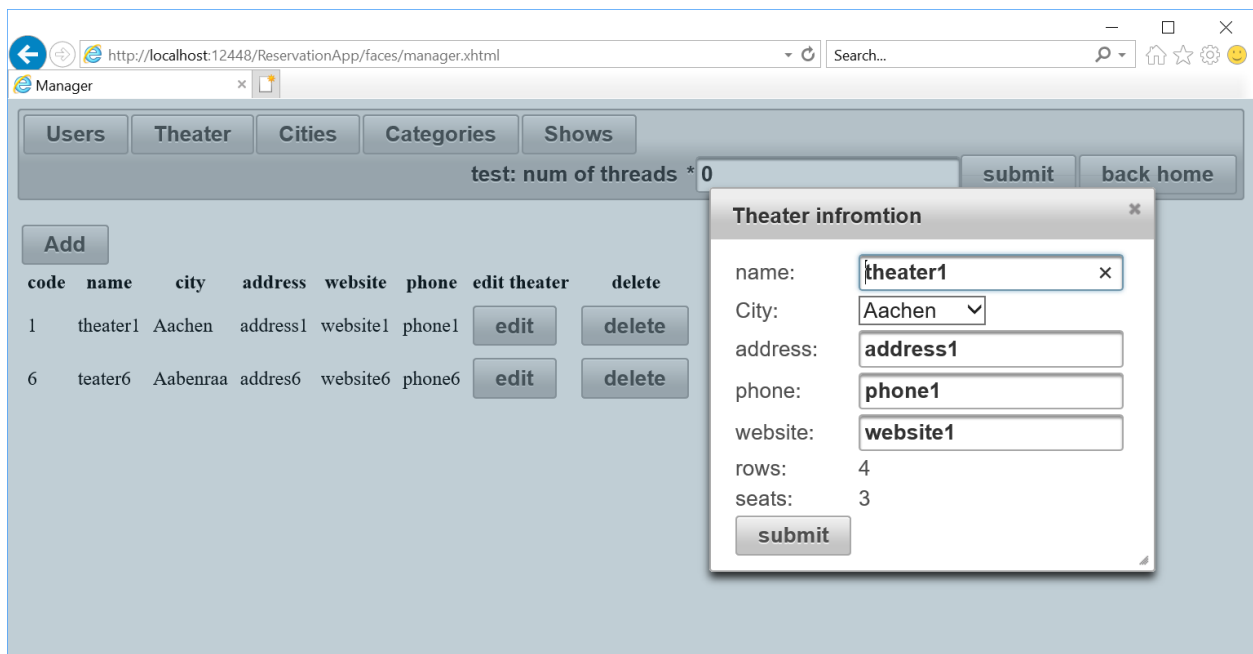 http://localhost:12448/ReservationApp/faces/manager.xhtml Search...
Manager
Users Theater Cities Categories Shows
test: num of threads * 0 submit back home
Add
code name city address website phone edit theater delete
1 theater1 Aachen address1 website1 phone1 edit delete
6 teater6 Aabenraa addres6 website6 phone6 edit delete
Theater infromtion
name: theater1
City: Aachen
address: address1
phone: phone1
website: website1
rows: 4
seats: 3
submit